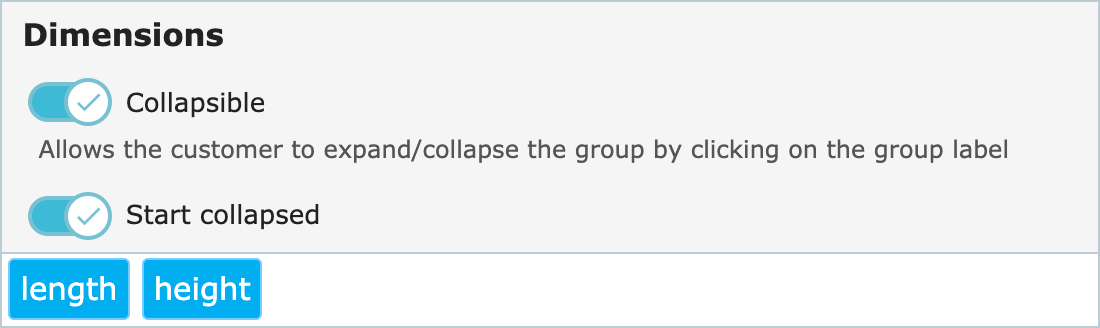 Dimensions
Collapsible
Allows the customer to expand/collapse the group by clicking on the group label
Start collapsed
length height